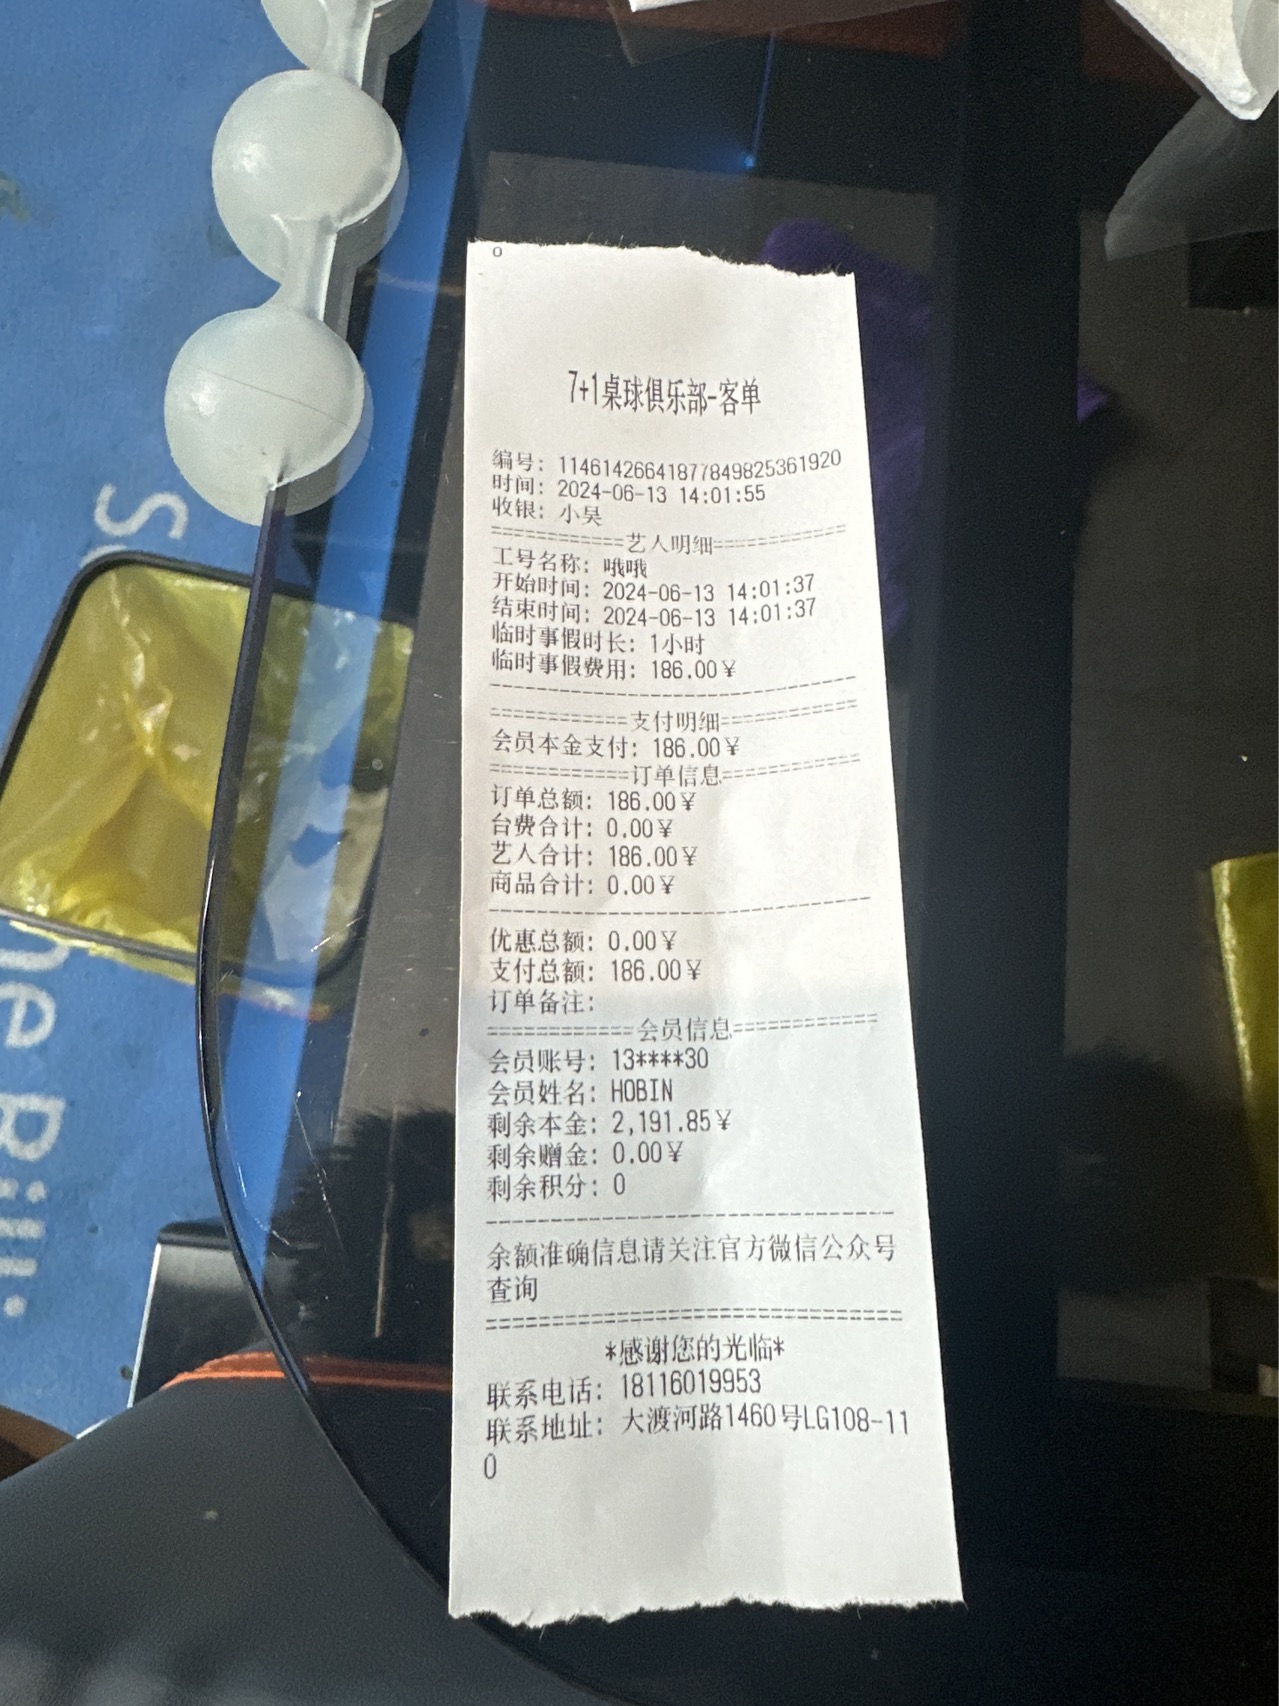 0
7+1桌球俱乐部-客单
编号: 1146142664187784982536​1920
时间: 2024-06-13 14:01:55
收银: 小吴
===========艺人明细===========
工号名称: 哦哦
开始时间: 2024-06-13 14:01:37
结束时间: 2024-06-13 14:01:37
临时事假时长: 1小时
临时事假费用: 186.00¥
--------------------------------
===========支付明细===========
会员本金支付: 186.00¥
===========订单信息===========
订单总额: 186.00¥
台费合计: 0.00¥
艺人合计: 186.00¥
商品合计: 0.00¥
--------------------------------
优惠总额: 0.00¥
支付总额: 186.00¥
订单备注:
===========会员信息===========
会员账号: 13****30
会员姓名: HOBIN
剩余本金: 2,191.85¥
剩余赠金: 0.00¥
剩余积分: 0
--------------------------------
余额准确信息请关注官方微信公众号
查询
================================
*感谢您的光临*
联系电话: 18116019953
联系地址: 大渡河路1460号LG108-11
0